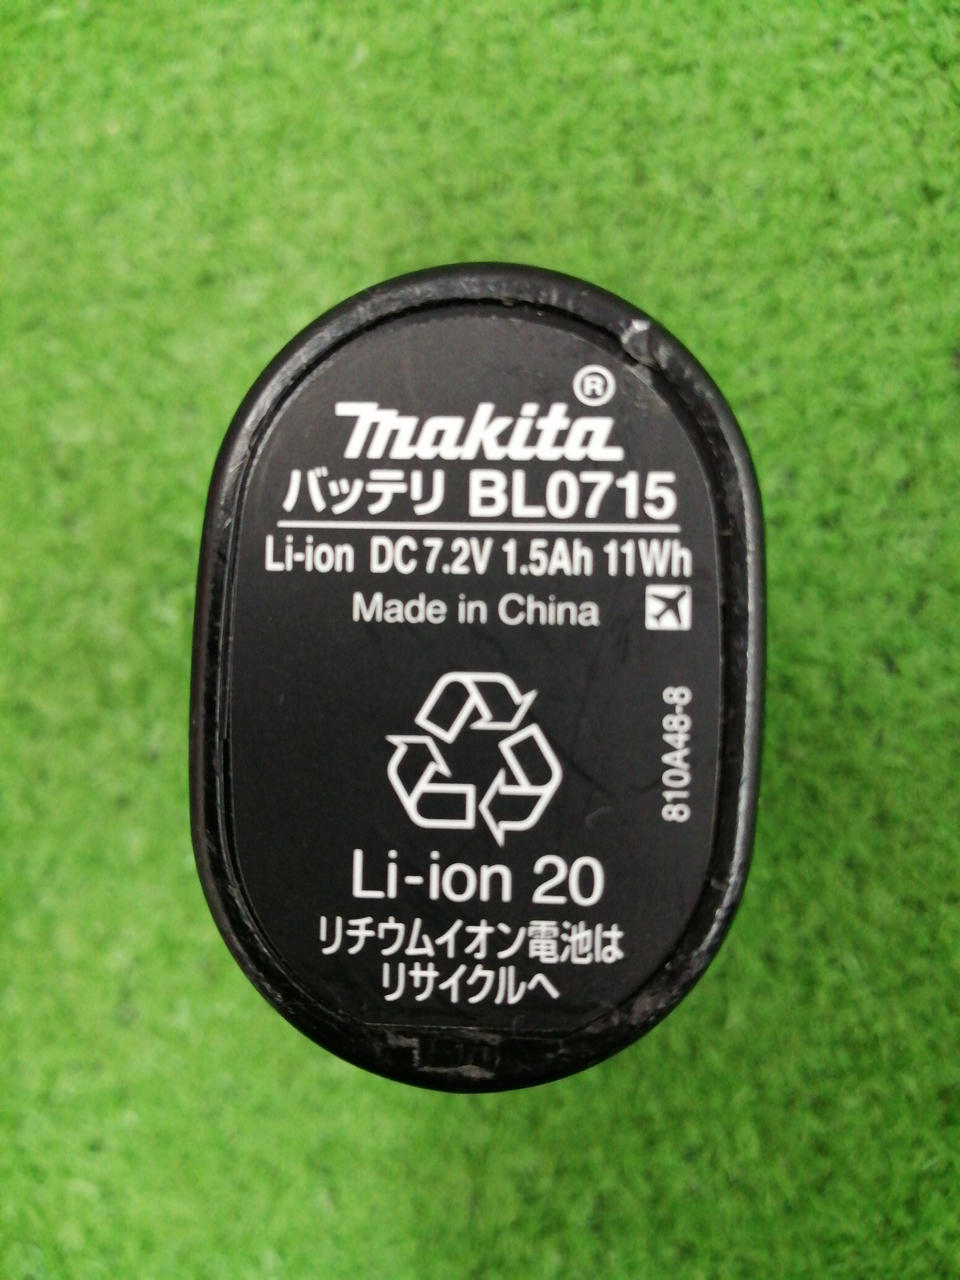 makita®
バッテリ BL0715
Li-ion DC 7.2V 1.5Ah 11Wh
Made in China
810A48-8
Li-ion 20
リチウムイオン電池は
リサイクルへ